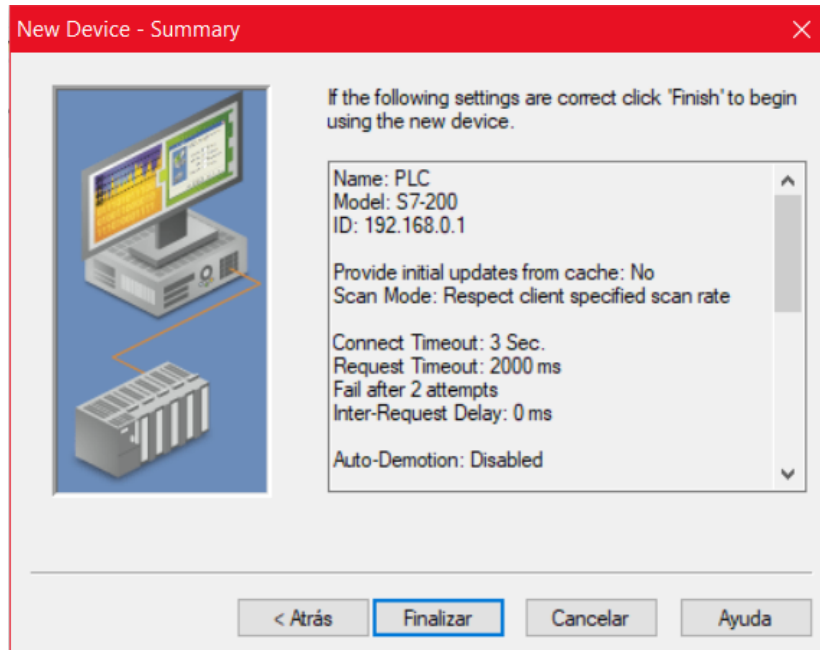 New Device - Summary
If the following settings are correct click 'Finish' to begin
using the new device.
Name: PLC
Model: S7-200
ID: 192.168.0.1
Provide initial updates from cache: No
Scan Mode: Respect client specified scan rate
Connect Timeout: 3 Sec.
Request Timeout: 2000 ms
Fail after 2 attempts
Inter-Request Delay: 0 ms
Auto-Demotion: Disabled
< Atrás
Finalizar
Cancelar
Ayuda